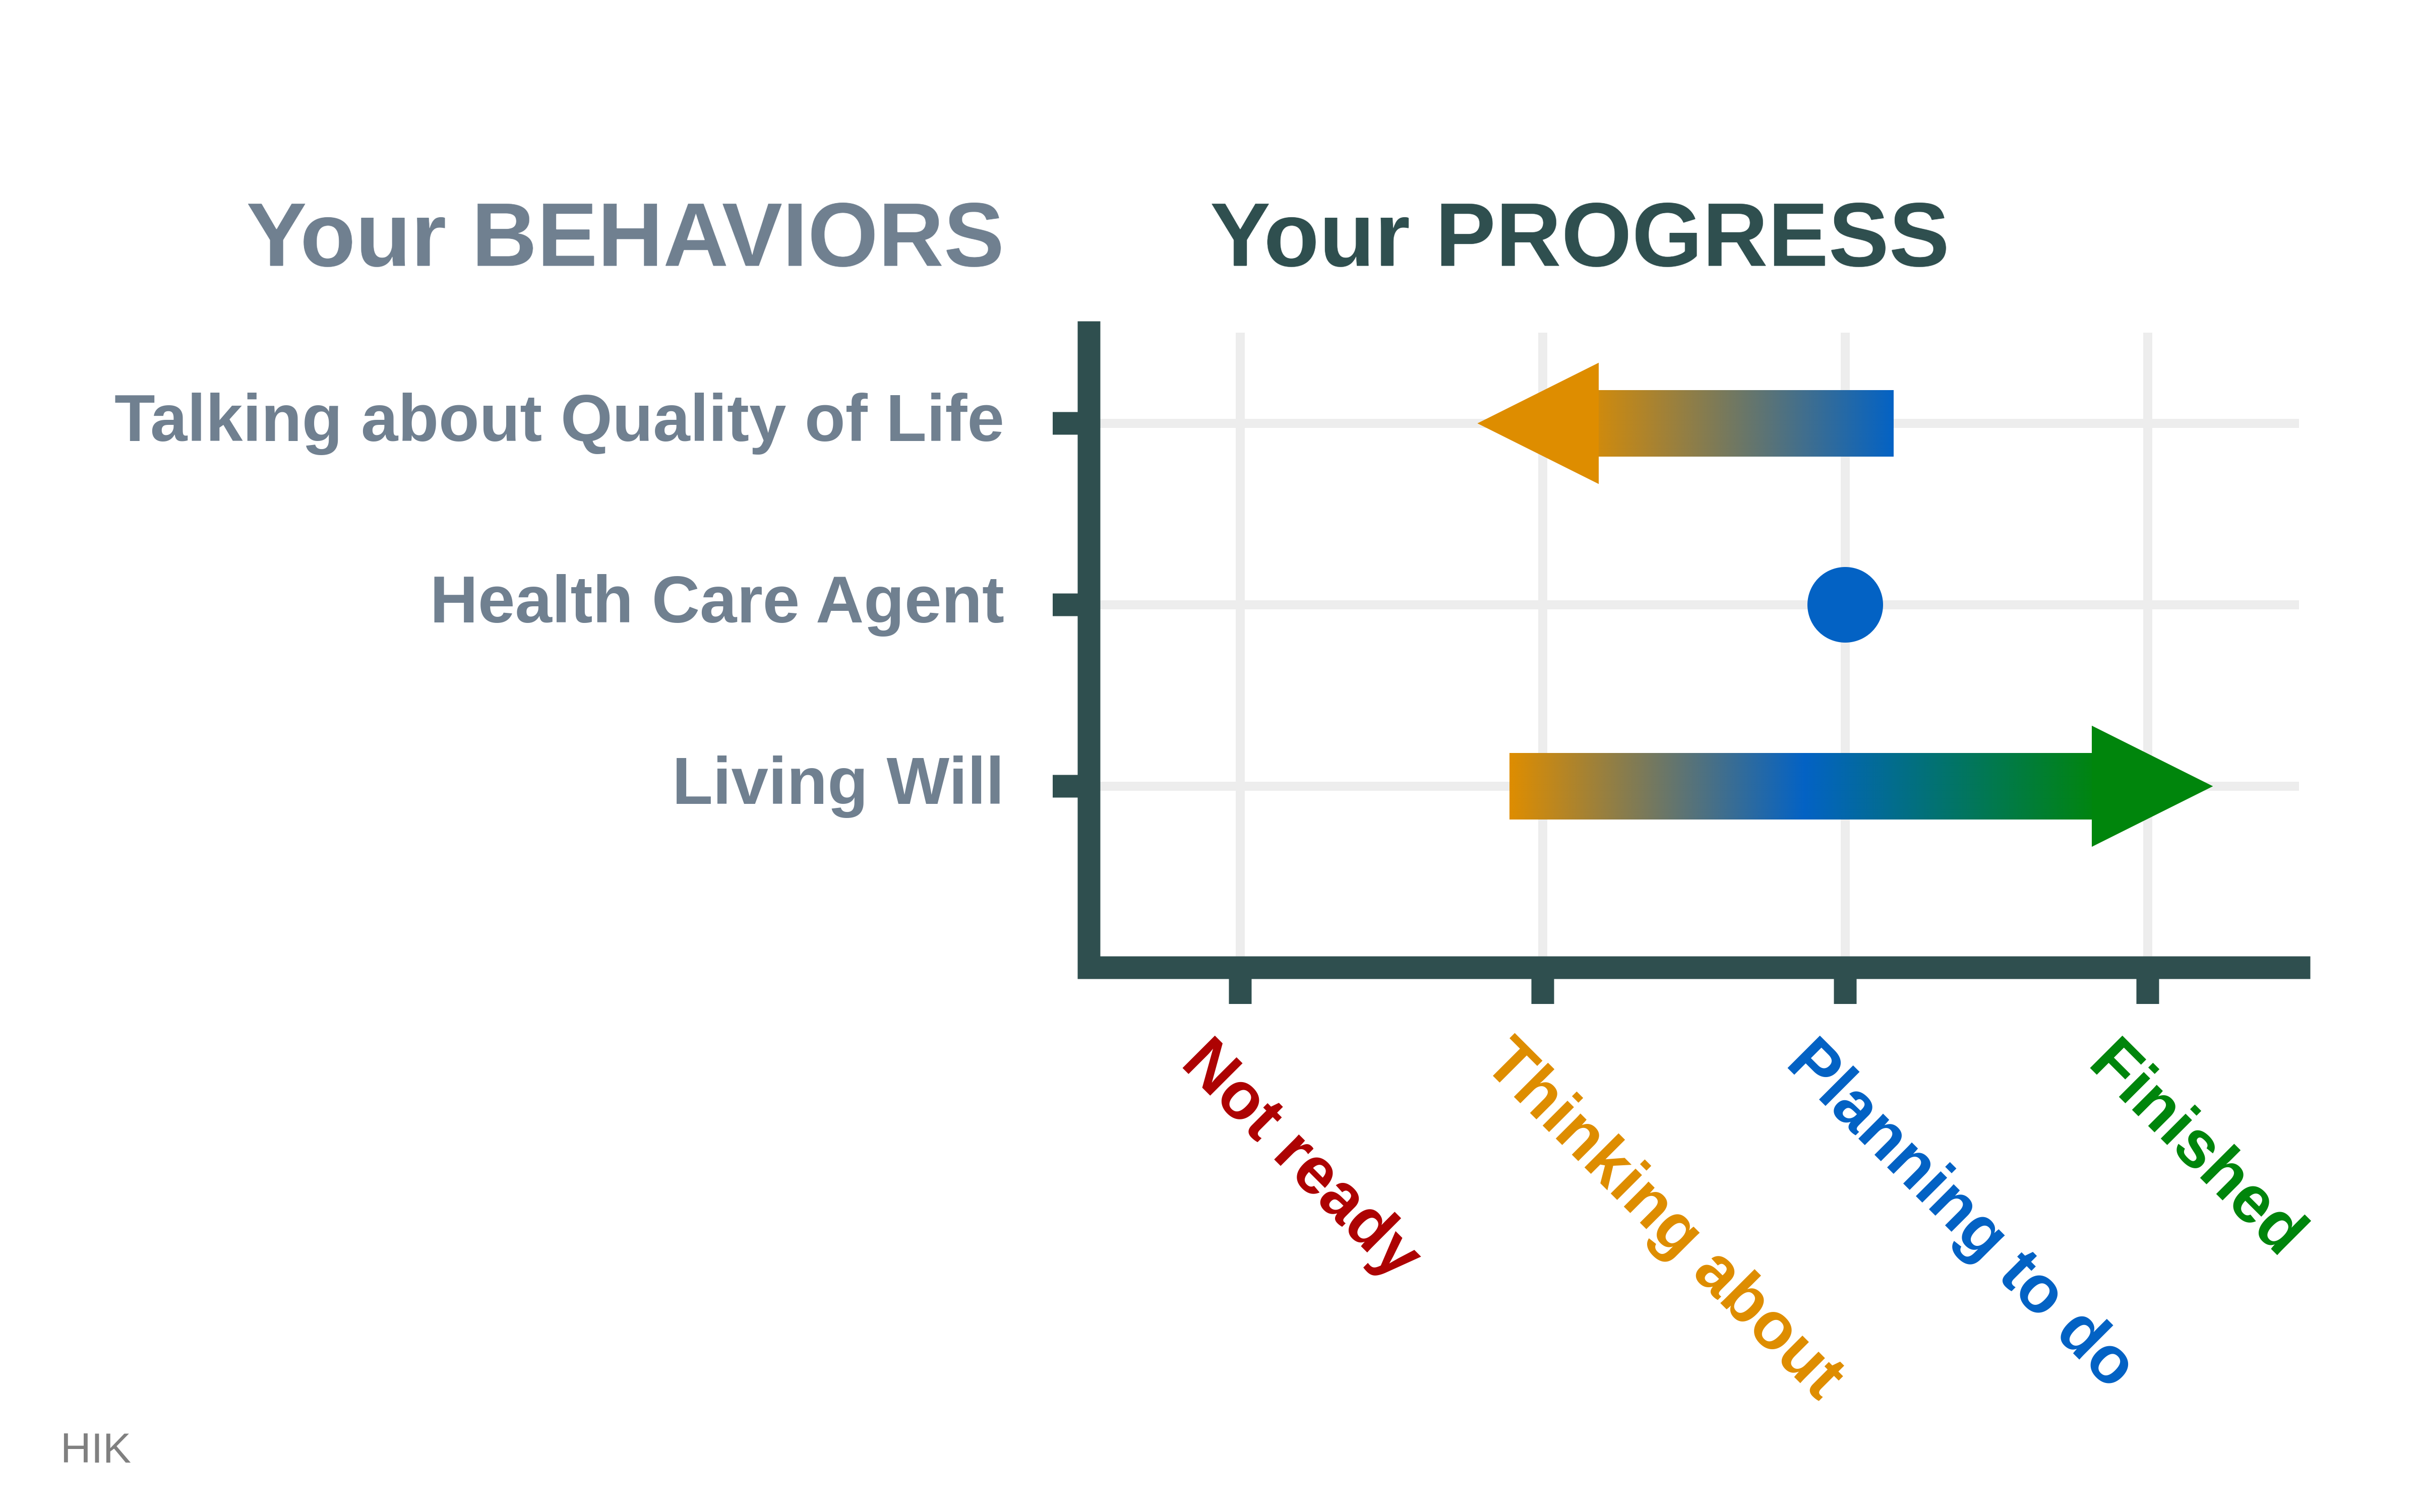 Your BEHAVIORS
Your PROGRESS
Talking about Quality of Life
Health Care Agent
Living Will
Not ready
Thinking about
Planning to do
Finished
HIK